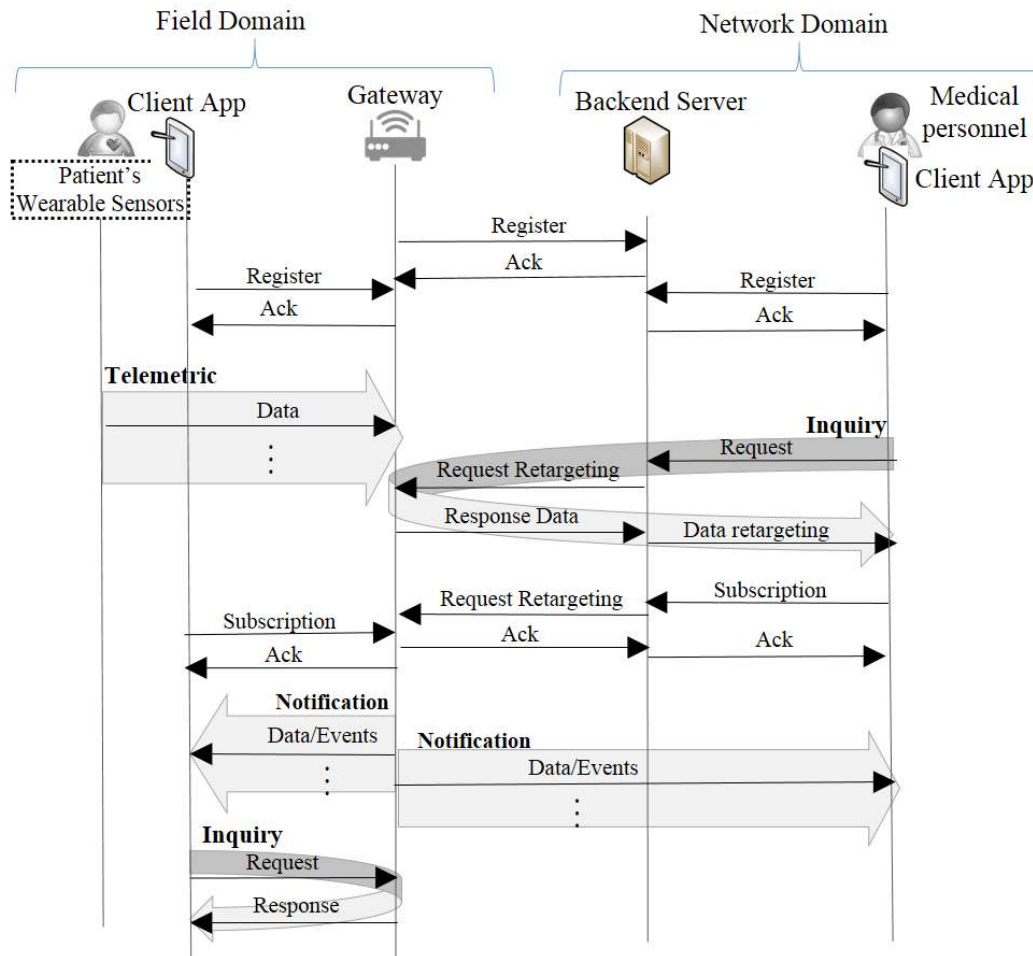 Field Domain
Network Domain
Client App
Gateway
Backend Server
Medical
personnel
Client App
Patient's
Wearable Sensors
Register
Ack
Register
Register
Ack
Ack
Telemetric
Data
Inquiry
Request
Request Retargeting
Response Data
Data retargeting
Subscription
Request Retargeting
Subscription
Ack
Ack
Ack
Notification
Data/Events
Notification
Data/Events
Inquiry
Request
Response